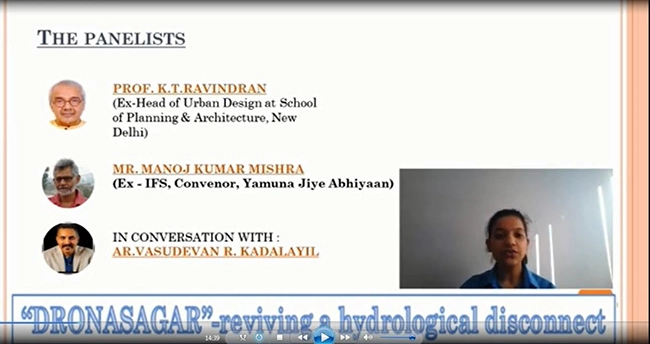 THE PANELISTS
PROF. K.T.RAVINDRAN
(Ex-Head of Urban Design at School
of Planning & Architecture, New
Delhi)
MR. MANOJ KUMAR MISHRA
(Ex - IFS, Convenor, Yamuna Jiye Abhiyaan)
IN CONVERSATION WITH :
AR.VASUDEVAN R. KADALAYIL
“DRONASAGAR”-reviving a hydrological disconnect
14:39